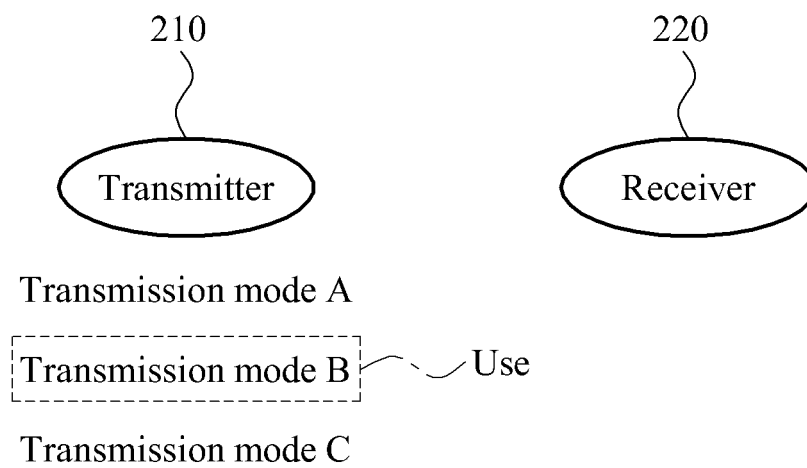 210
220
Transmitter
Receiver
Transmission mode A
Transmission mode B
Use
Transmission mode C